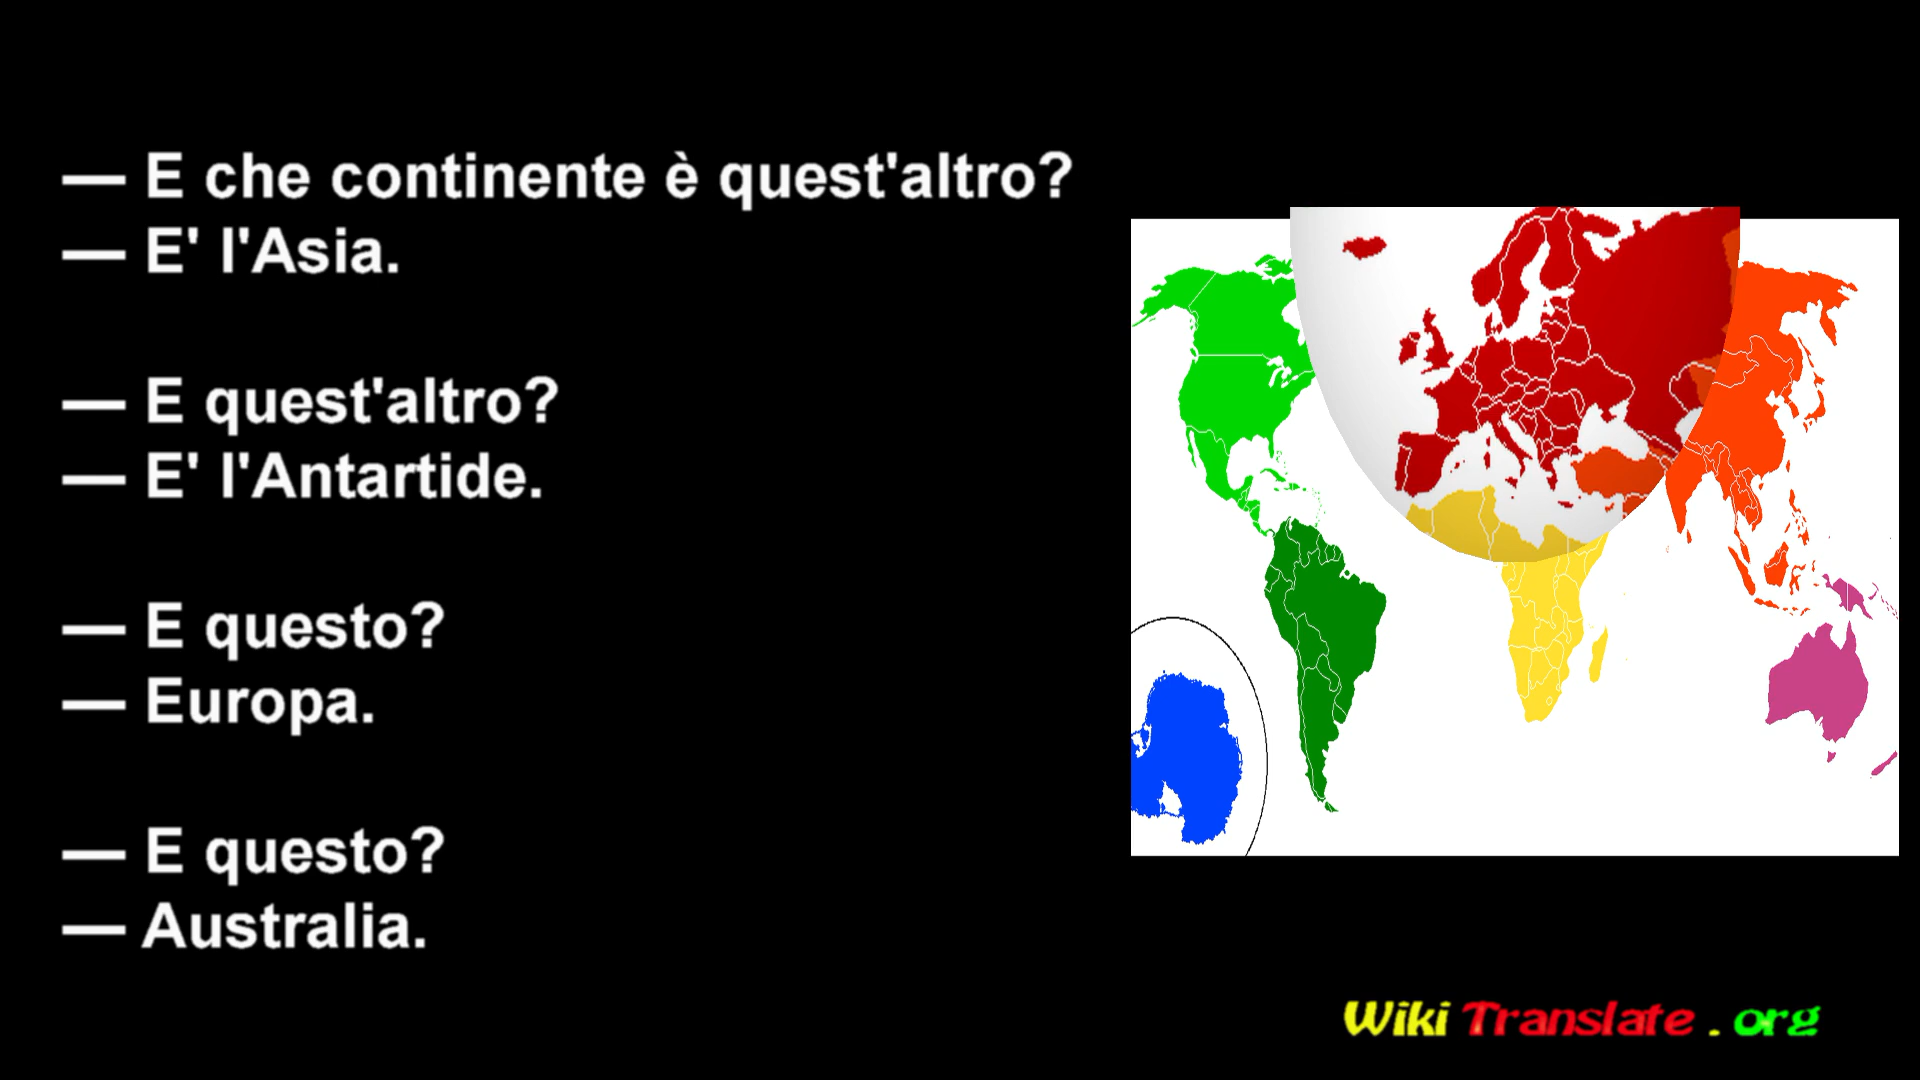 — E che continente è quest'altro?
— E' l'Asia.
— E quest'altro?
— E' l'Antartide.
— E questo?
— Europa.
— E questo?
— Australia.
Wiki Translate . org